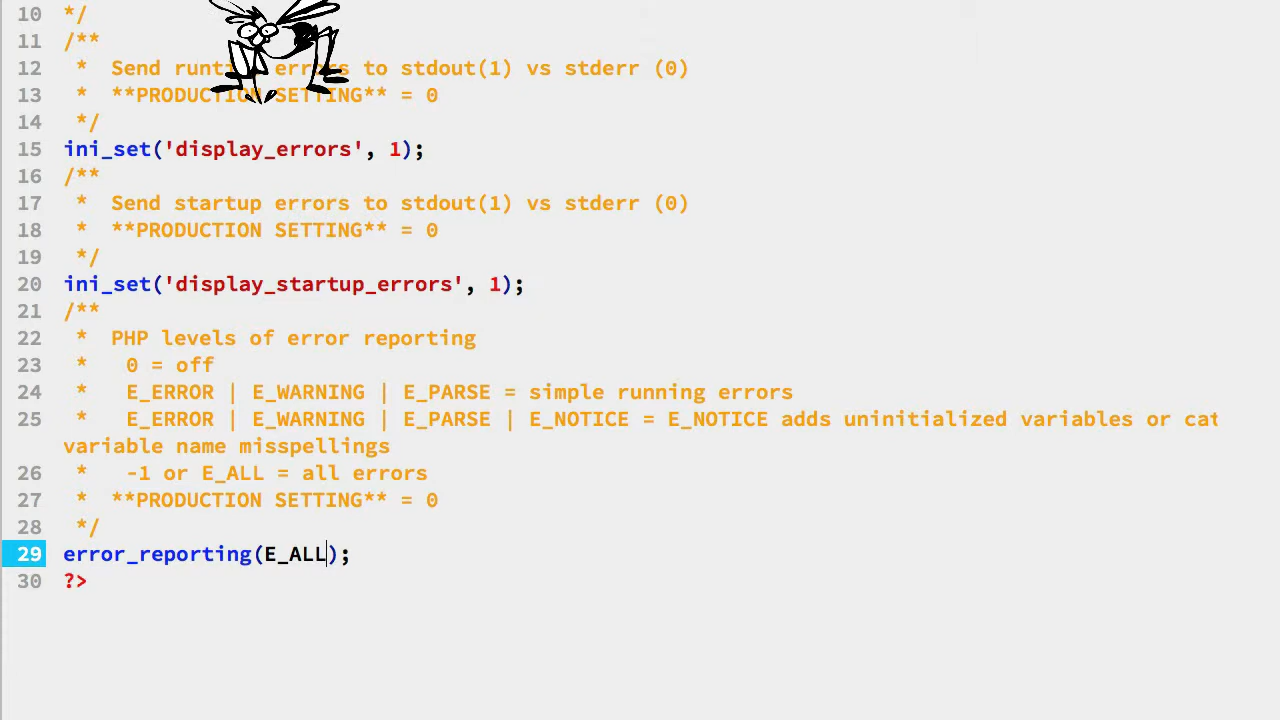 10 */
11 /**
12 * Send runtime errors to stdout(1) vs stderr (0)
13 * **PRODUCTION SETTING** = 0
14 */
15 ini_set('display_errors', 1);
16 /**
17 * Send startup errors to stdout(1) vs stderr (0)
18 * **PRODUCTION SETTING** = 0
19 */
20 ini_set('display_startup_errors', 1);
21 /**
22 * PHP levels of error reporting
23 * 0 = off
24 * E_ERROR | E_WARNING | E_PARSE = simple running errors
25 * E_ERROR | E_WARNING | E_PARSE | E_NOTICE = E_NOTICE adds uninitialized variables or cat
variable name misspellings
26 * -1 or E_ALL = all errors
27 * **PRODUCTION SETTING** = 0
28 */
29 error_reporting(E_ALL);
30 ?>